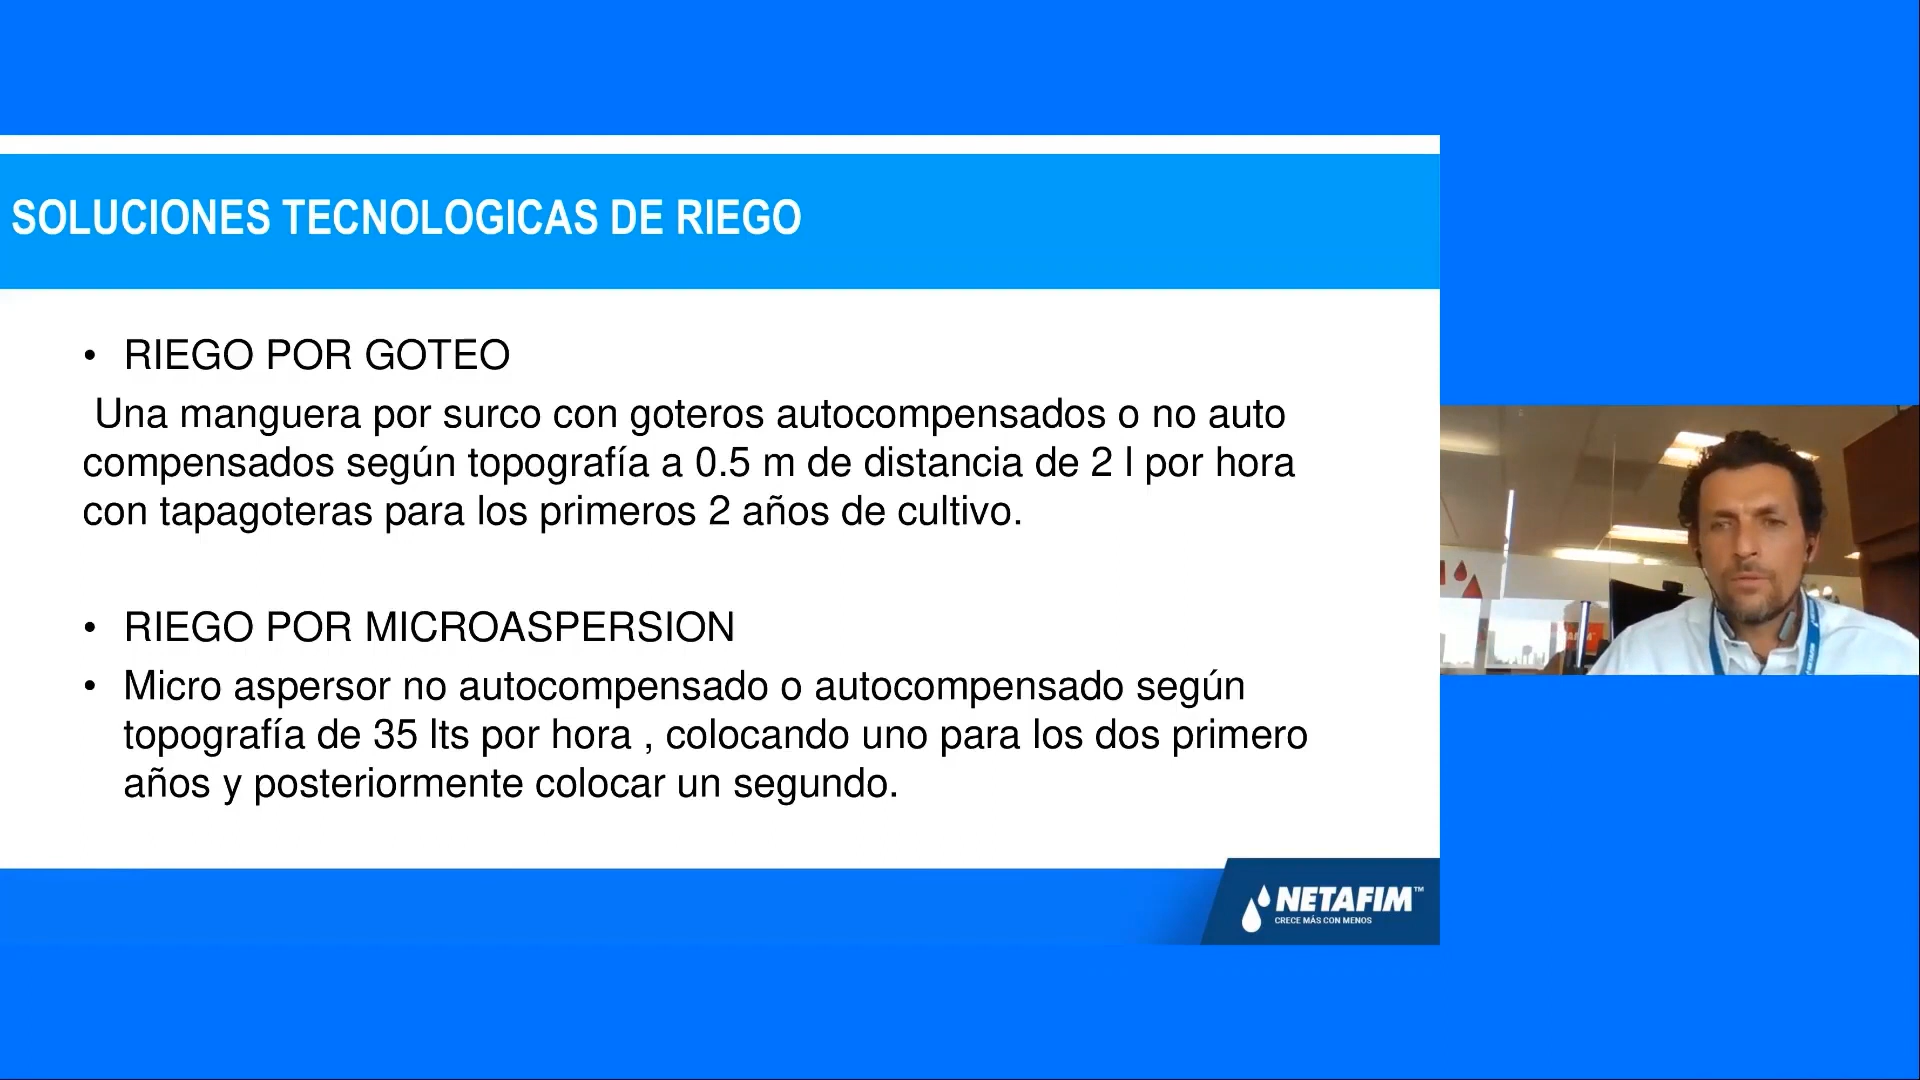 SOLUCIONES TECNOLOGICAS DE RIEGO
• RIEGO POR GOTEO
Una manguera por surco con goteros autocompensados o no auto
compensados según topografía a 0.5 m de distancia de 2 l por hora
con tapagoteras para los primeros 2 años de cultivo.
• RIEGO POR MICROASPERSION
• Micro aspersor no autocompensado o autocompensado según
topografía de 35 lts por hora , colocando uno para los dos primero
años y posteriormente colocar un segundo.
NETAFIM™
CRECE MÁS CON MENOS